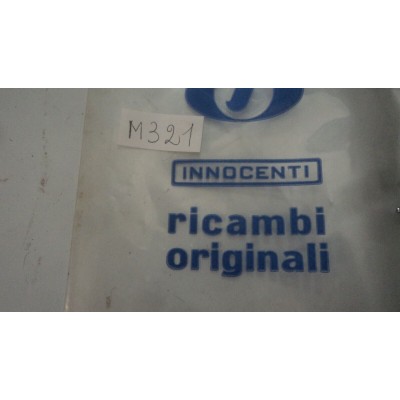 M321
INNOCENTI
ricambi
originali